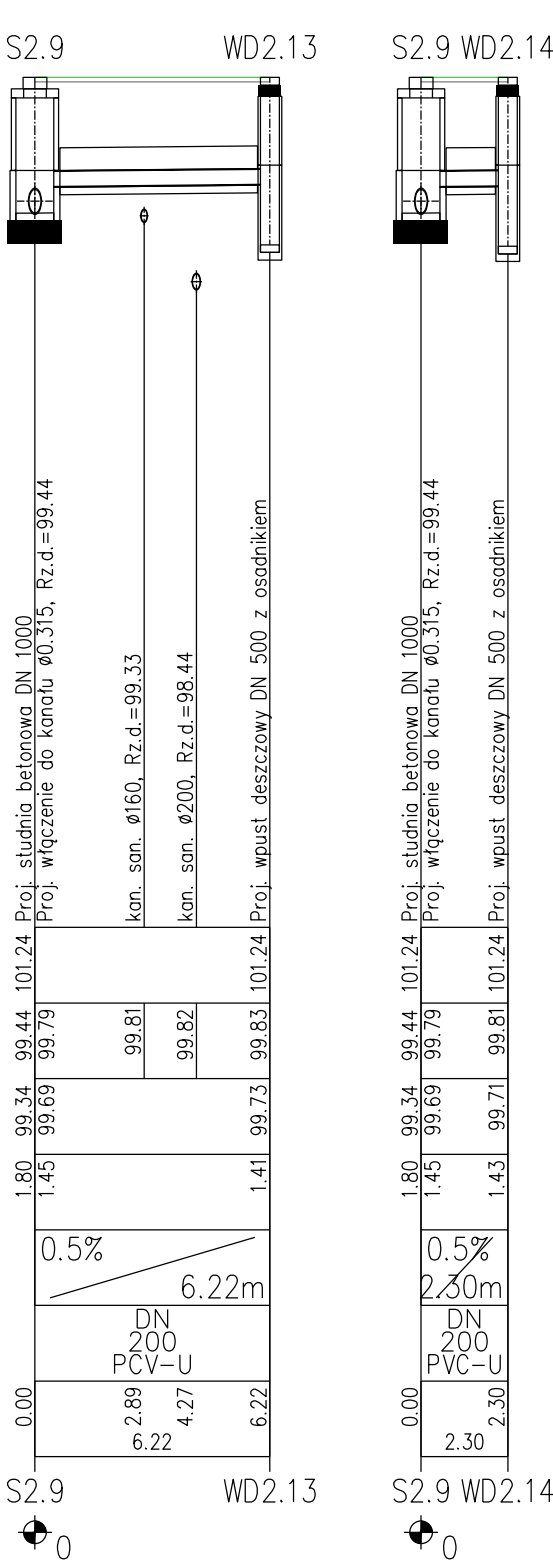 S2.9 WD2.13
Proj. studnia betonowa DN 1000
Proj. włączenie do kanału ø0.315, Rz.d.=99.44
kan. san. ø160, Rz.d.=99.33
kan. san. ø200, Rz.d.=98.44
Proj. wpust deszczowy DN 500 z osadnikiem
101.24 101.24
99.44 99.79 99.81 99.82 99.83
99.34 99.69 99.73
1.80 1.45 1.41
0.5%
6.22m
DN
200
PCV-U
0.00 2.89 4.27 6.22
6.22
S2.9 WD2.13
0
S2.9 WD2.14
Proj. studnia betonowa DN 1000
Proj. włączenie do kanału ø0.315, Rz.d.=99.44
Proj. wpust deszczowy DN 500 z osadnikiem
101.24 101.24
99.44 99.79 99.81
99.34 99.69 99.71
1.80 1.45 1.43
0.5%
2.30m
DN
200
PVC-U
0.00 2.30
2.30
S2.9 WD2.14
0